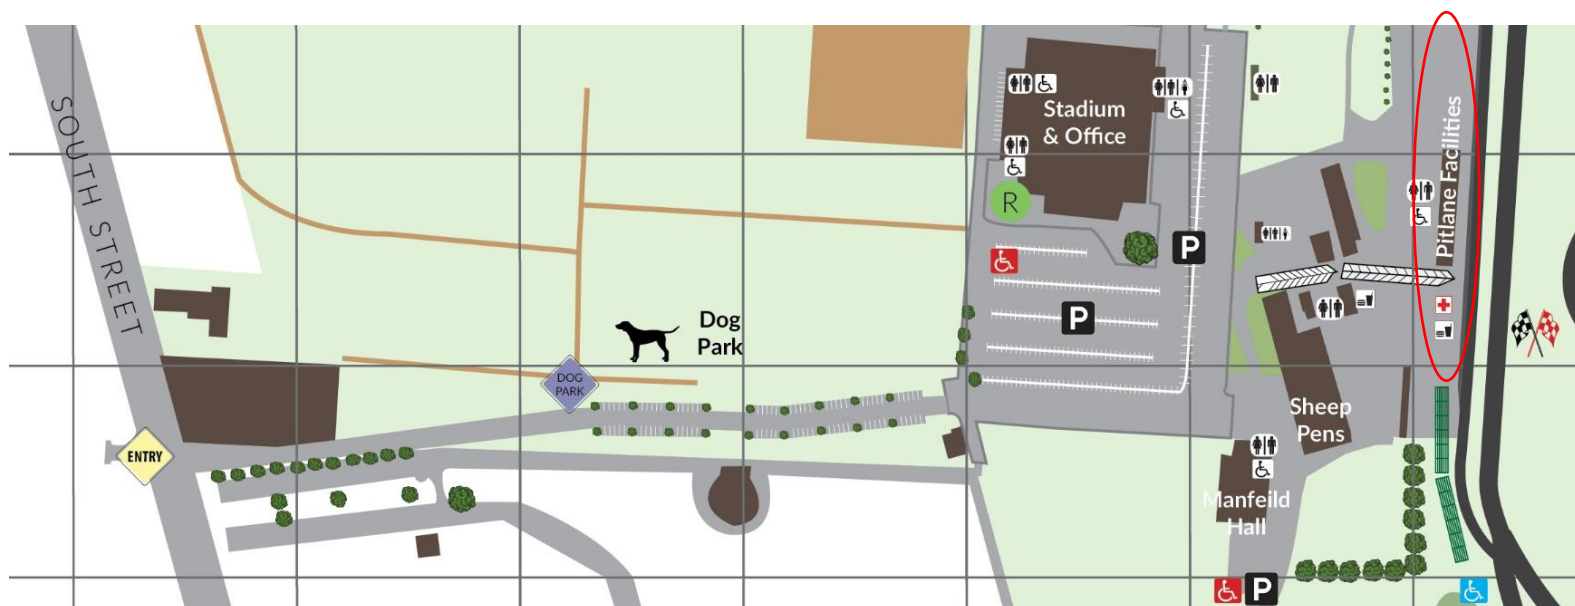 SOUTH STREET
Stadium
& Office
Pitlane Facilities
R
P
P
Dog
Park
DOG
PARK
Sheep
Pens
ENTRY
Manfeild
Hall
P